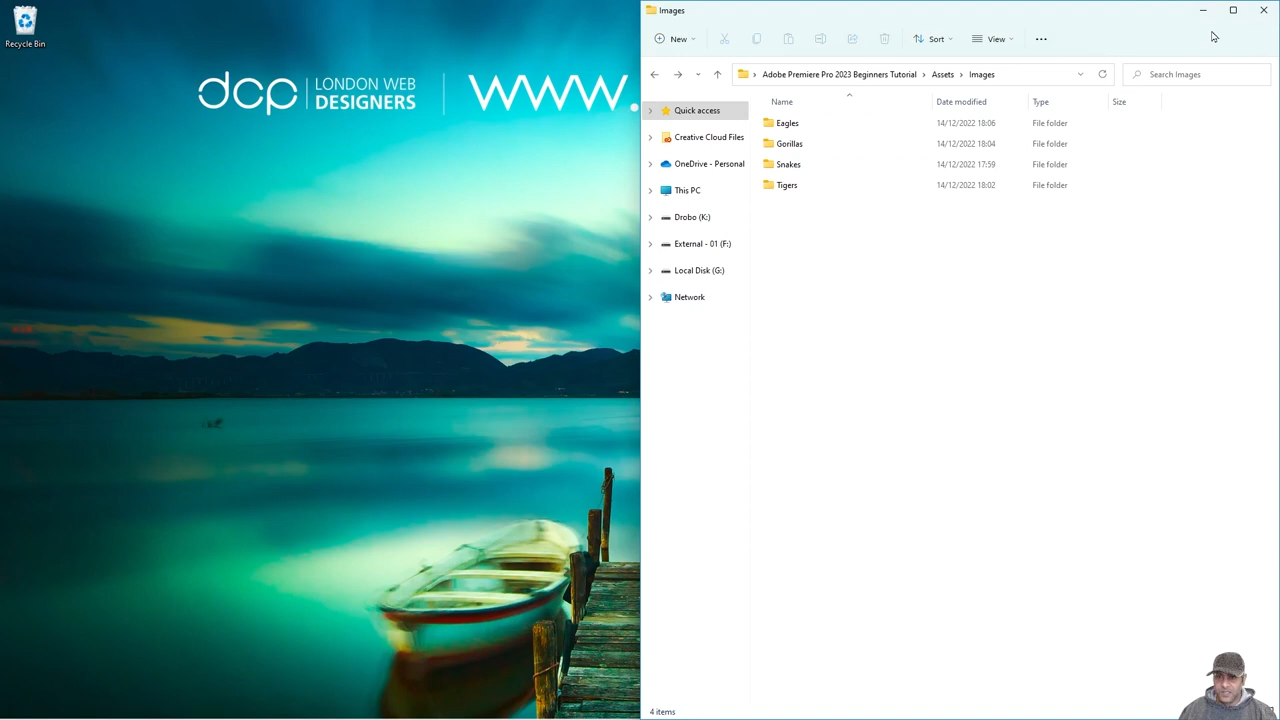 Recycle Bin
dcp
LONDON WEB
DESIGNERS
www.
Images
New
Sort
View
Adobe Premiere Pro 2023 Beginners Tutorial
Assets
Images
Search Images
Name
Date modified
Type
Size
Eagles
14/12/2022 18:06
File folder
Gorillas
14/12/2022 18:04
File folder
Snakes
14/12/2022 17:59
File folder
Tigers
14/12/2022 18:02
File folder
Quick access
Creative Cloud Files
OneDrive - Personal
This PC
Drobo (K:)
External - 01 (F:)
Local Disk (G:)
Network
4 items